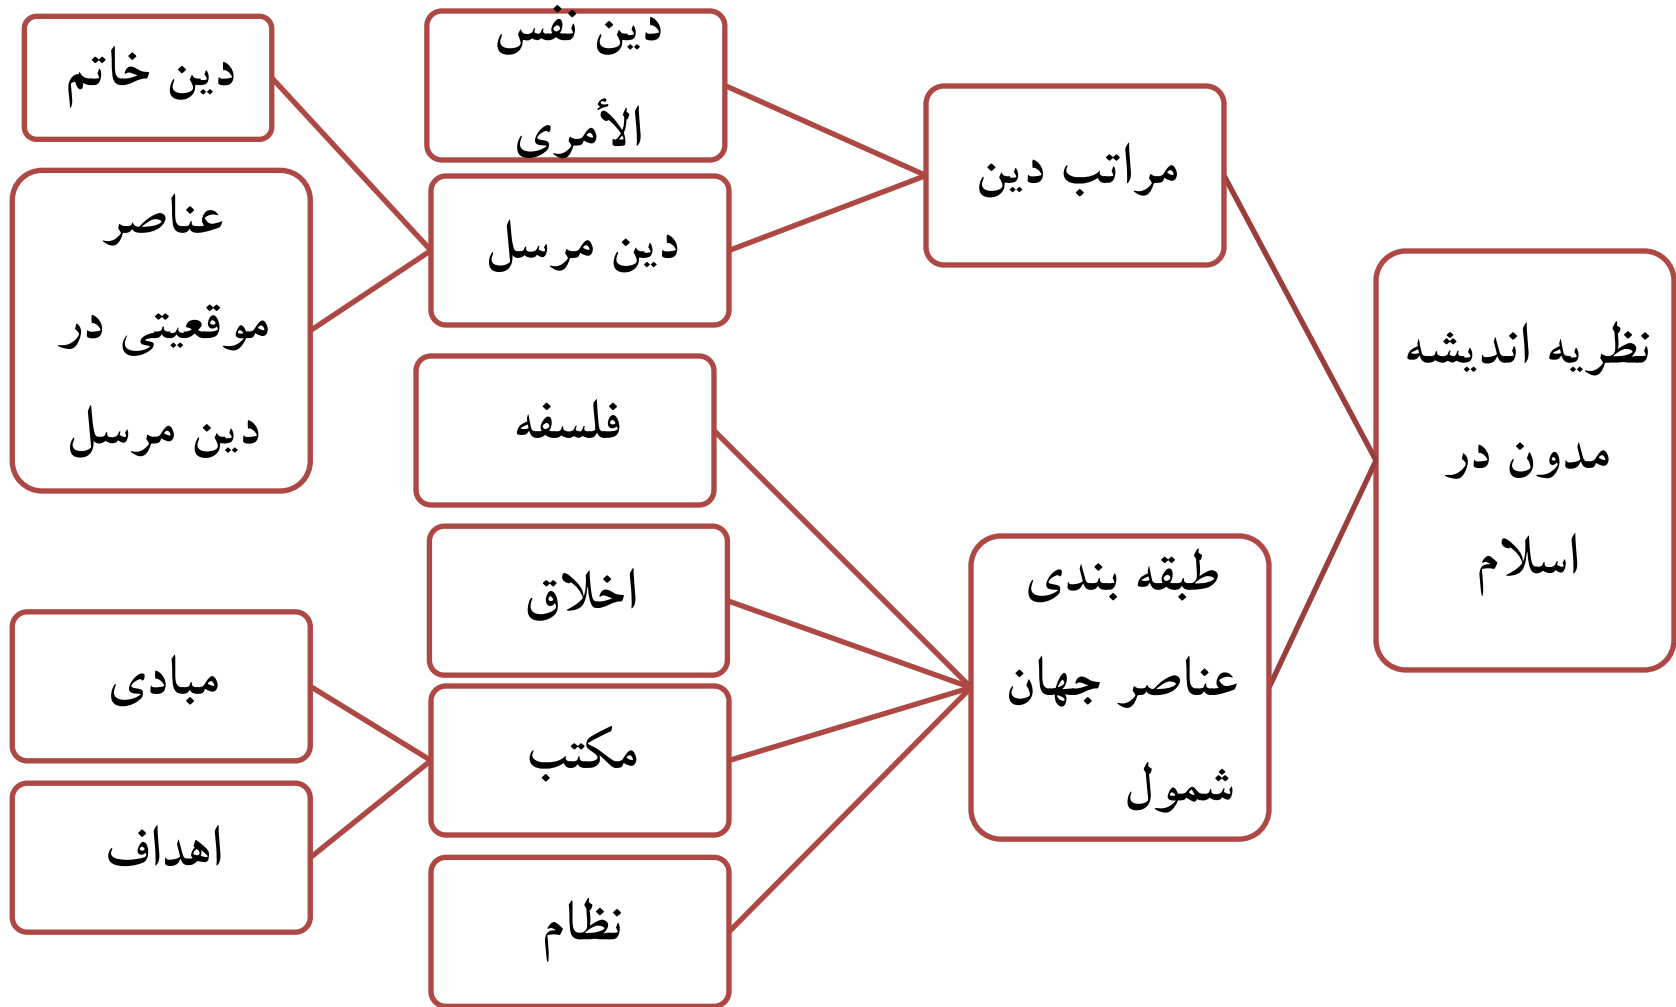 نظریه اندیشه
مدون در
اسلام
مراتب دین
دین نفس
الأمری
دین مرسل
دین خاتم
عناصر
موقعیتی در
دین مرسل
طبقه بندی
عناصر جهان
شمول
فلسفه
اخلاق
مکتب
نظام
مبادی
اهداف